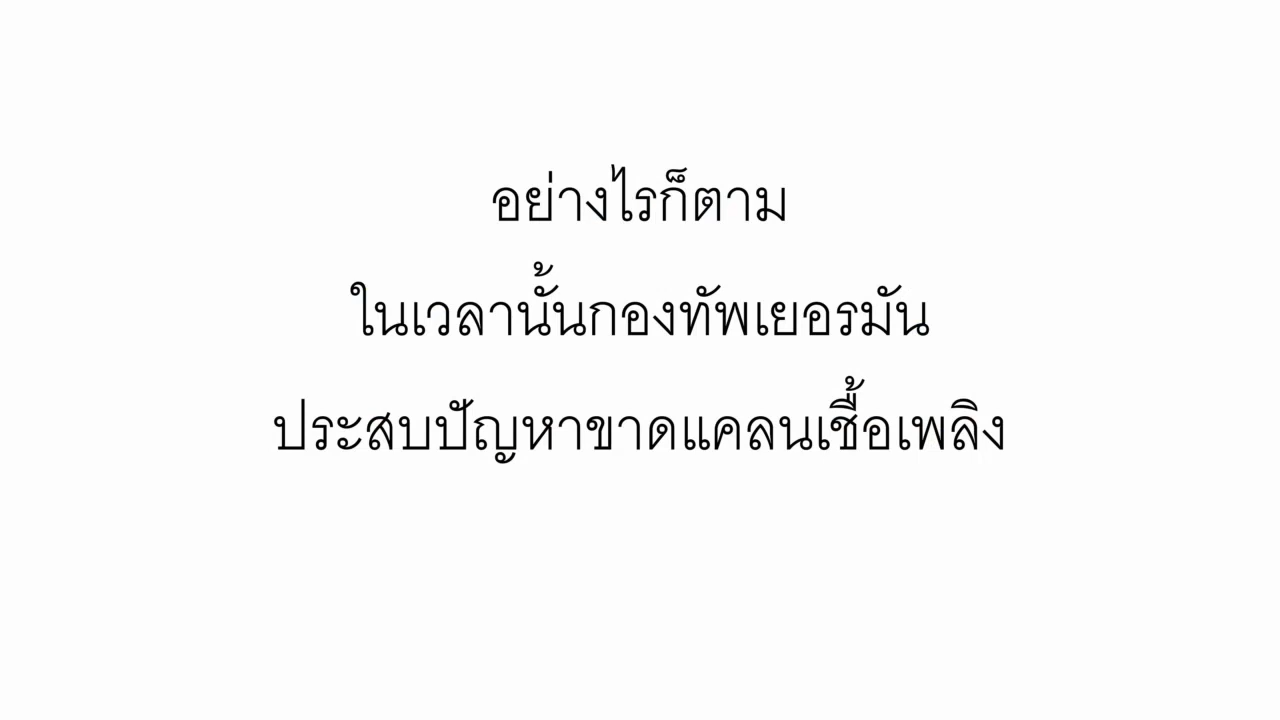 อย่างไรก็ตาม
ในเวลานั้นกองทัพเยอรมัน
ประสบปัญหาขาดแคลนเชื้อเพลิง